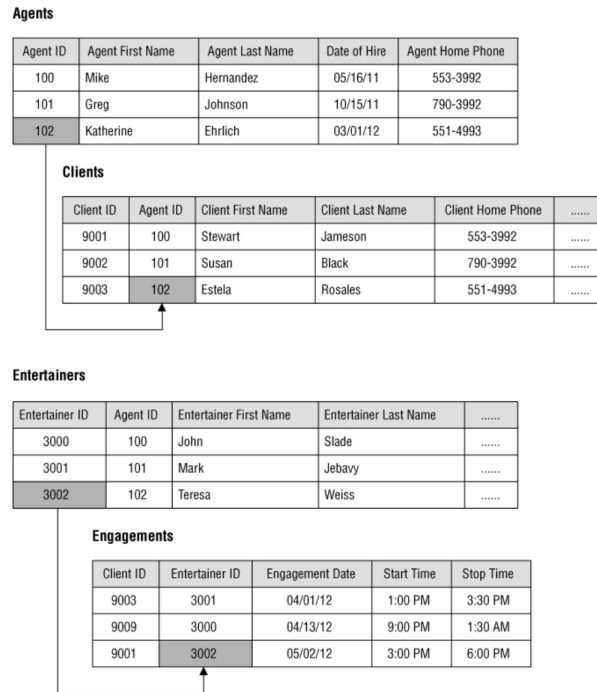 Agents
Agent ID Agent First Name Agent Last Name Date of Hire Agent Home Phone
100 Mike Hernandez 05/16/11 553-3992
101 Greg Johnson 10/15/11 790-3992
102 Katherine Ehrlich 03/01/12 551-4993
Clients
Client ID Agent ID Client First Name Client Last Name Client Home Phone ......
9001 100 Stewart Jameson 553-3992 ......
9002 101 Susan Black 790-3992 ......
9003 102 Estela Rosales 551-4993 ......
Entertainers
Entertainer ID Agent ID Entertainer First Name Entertainer Last Name ......
3000 100 John Slade ......
3001 101 Mark Jebavy ......
3002 102 Teresa Weiss ......
Engagements
Client ID Entertainer ID Engagement Date Start Time Stop Time
9003 3001 04/01/12 1:00 PM 3:30 PM
9009 3000 04/13/12 9:00 PM 1:30 AM
9001 3002 05/02/12 3:00 PM 6:00 PM